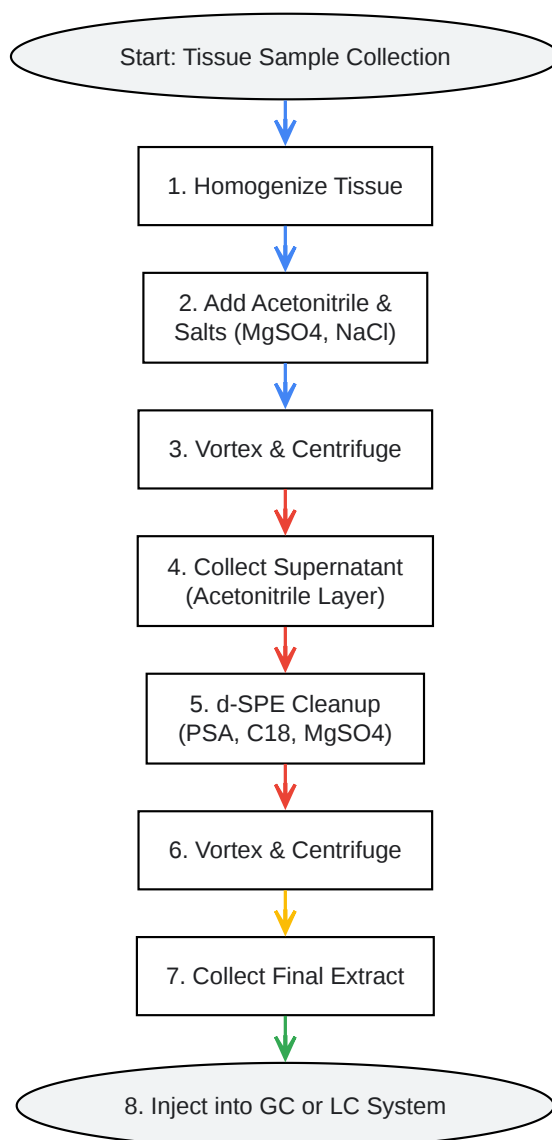 Start: Tissue Sample Collection
1. Homogenize Tissue
2. Add Acetonitrile &
Salts (MgSO4, NaCl)
3. Vortex & Centrifuge
4. Collect Supernatant
(Acetonitrile Layer)
5. d-SPE Cleanup
(PSA, C18, MgSO4)
6. Vortex & Centrifuge
7. Collect Final Extract
8. Inject into GC or LC System